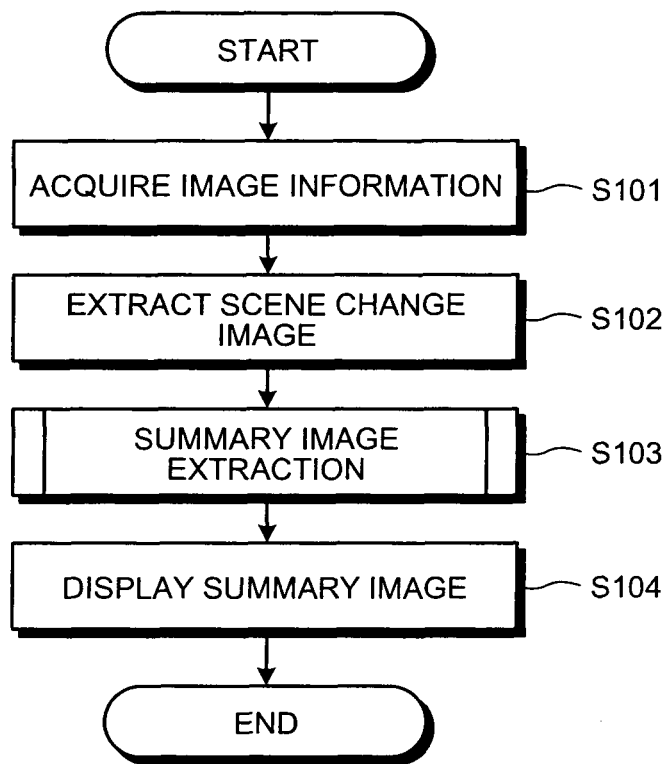 START
ACQUIRE IMAGE INFORMATION
S101
EXTRACT SCENE CHANGE
IMAGE
S102
SUMMARY IMAGE
EXTRACTION
S103
DISPLAY SUMMARY IMAGE
S104
END